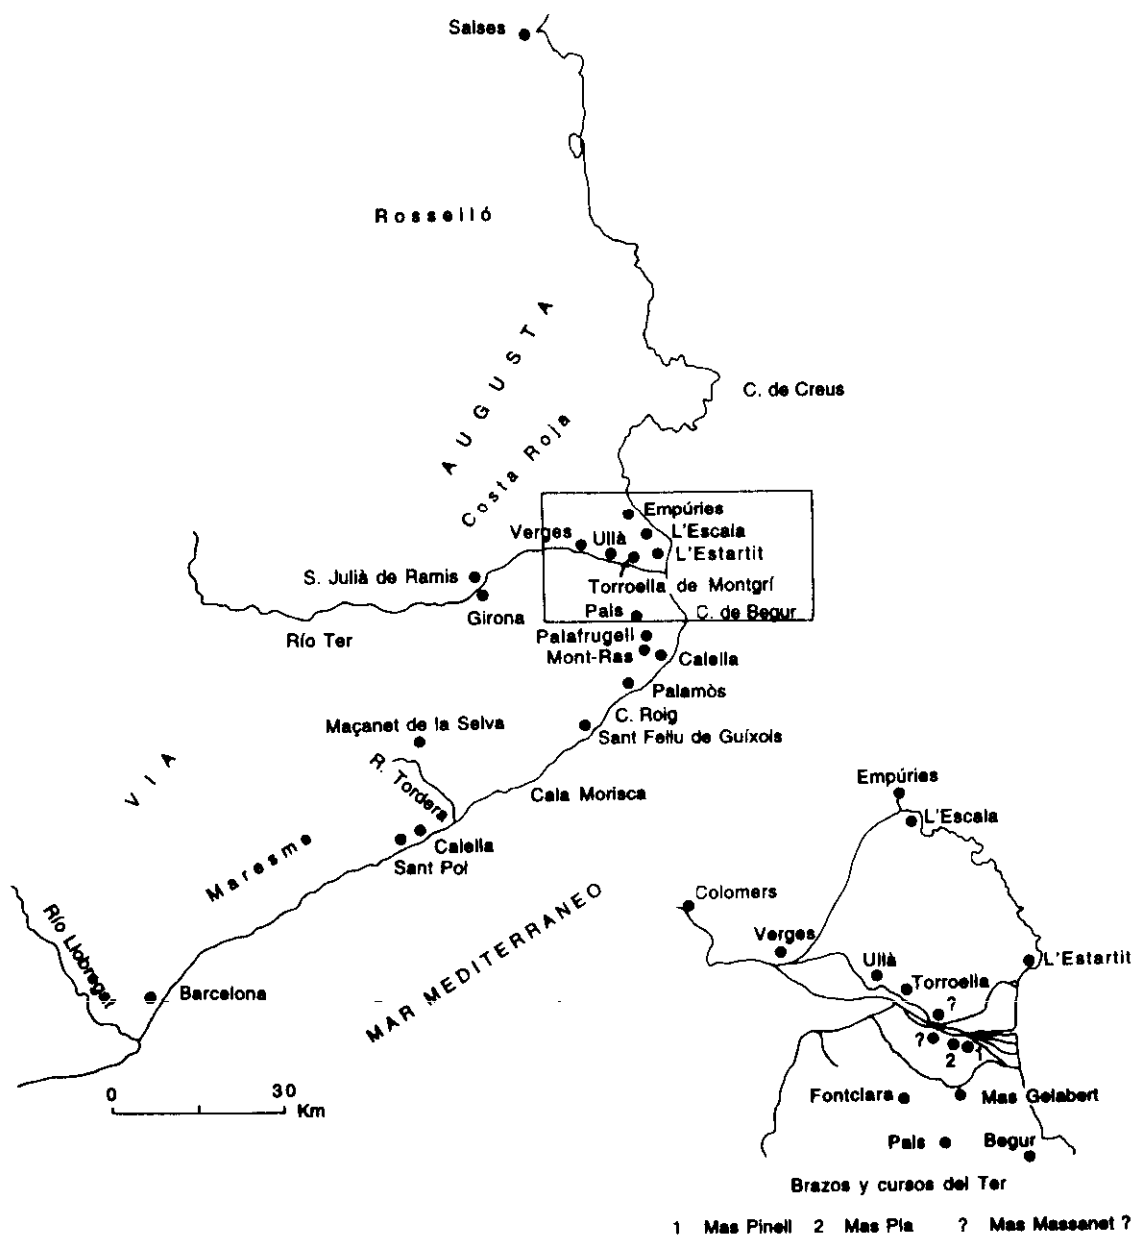 Salses
Rosselló
AUGUSTA
C. de Creus
Costa Roja
Empúries
Verges
Ullà
L'Escala
L'Estartit
S. Julià de Ramis
Torroella de Montgrí
Girona
Pals
C. de Begur
Río Ter
Palafrugell
Mont-Ras
Calella
Palamòs
C. Roig
Maçanet de la Selva
Sant Feliu de Guíxols
VIA
R. Tordera
Cala Morisca
Calella
Sant Pol
Maresme
Río Llobregat
Barcelona
MAR MEDITERRANEO
0 30
Km
Empúries
L'Escala
Colomers
Verges
Ullà
L'Estartit
Torroella
?
?
2
1
Fontclara
Mas Gelabert
Pals
Begur
Brazos y cursos del Ter
1 Mas Pinell 2 Mas Pla ? Mas Massanet ?